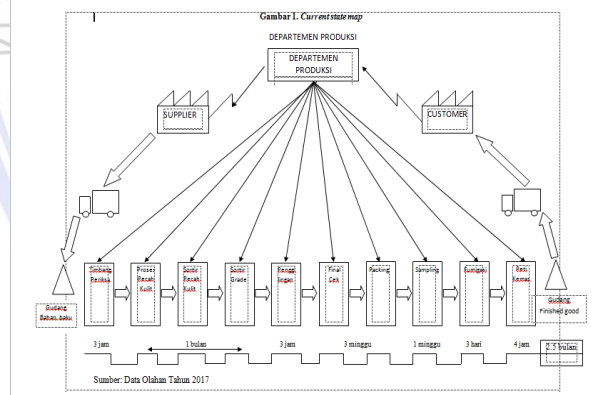 Gambar 1. Current state map
DEPARTEMEN PRODUKSI
DEPARTEMEN
PRODUKSI
SUPPLIER
CUSTOMER
Timbang
Periksa
Proses
Pecah
Kulit
Sortir
Pecah
Kulit
Sortir
Grade
Final
Cek
Packing
Sampling
Fumigasi
Peti
Kemas
Gudang
Bahan baku
Gudang
Finished good
3 jam
1 bulan
3 jam
3 minggu
1 minggu
3 hari
4 jam
2.5 bulan
Sumber: Data Olahan Tahun 2017